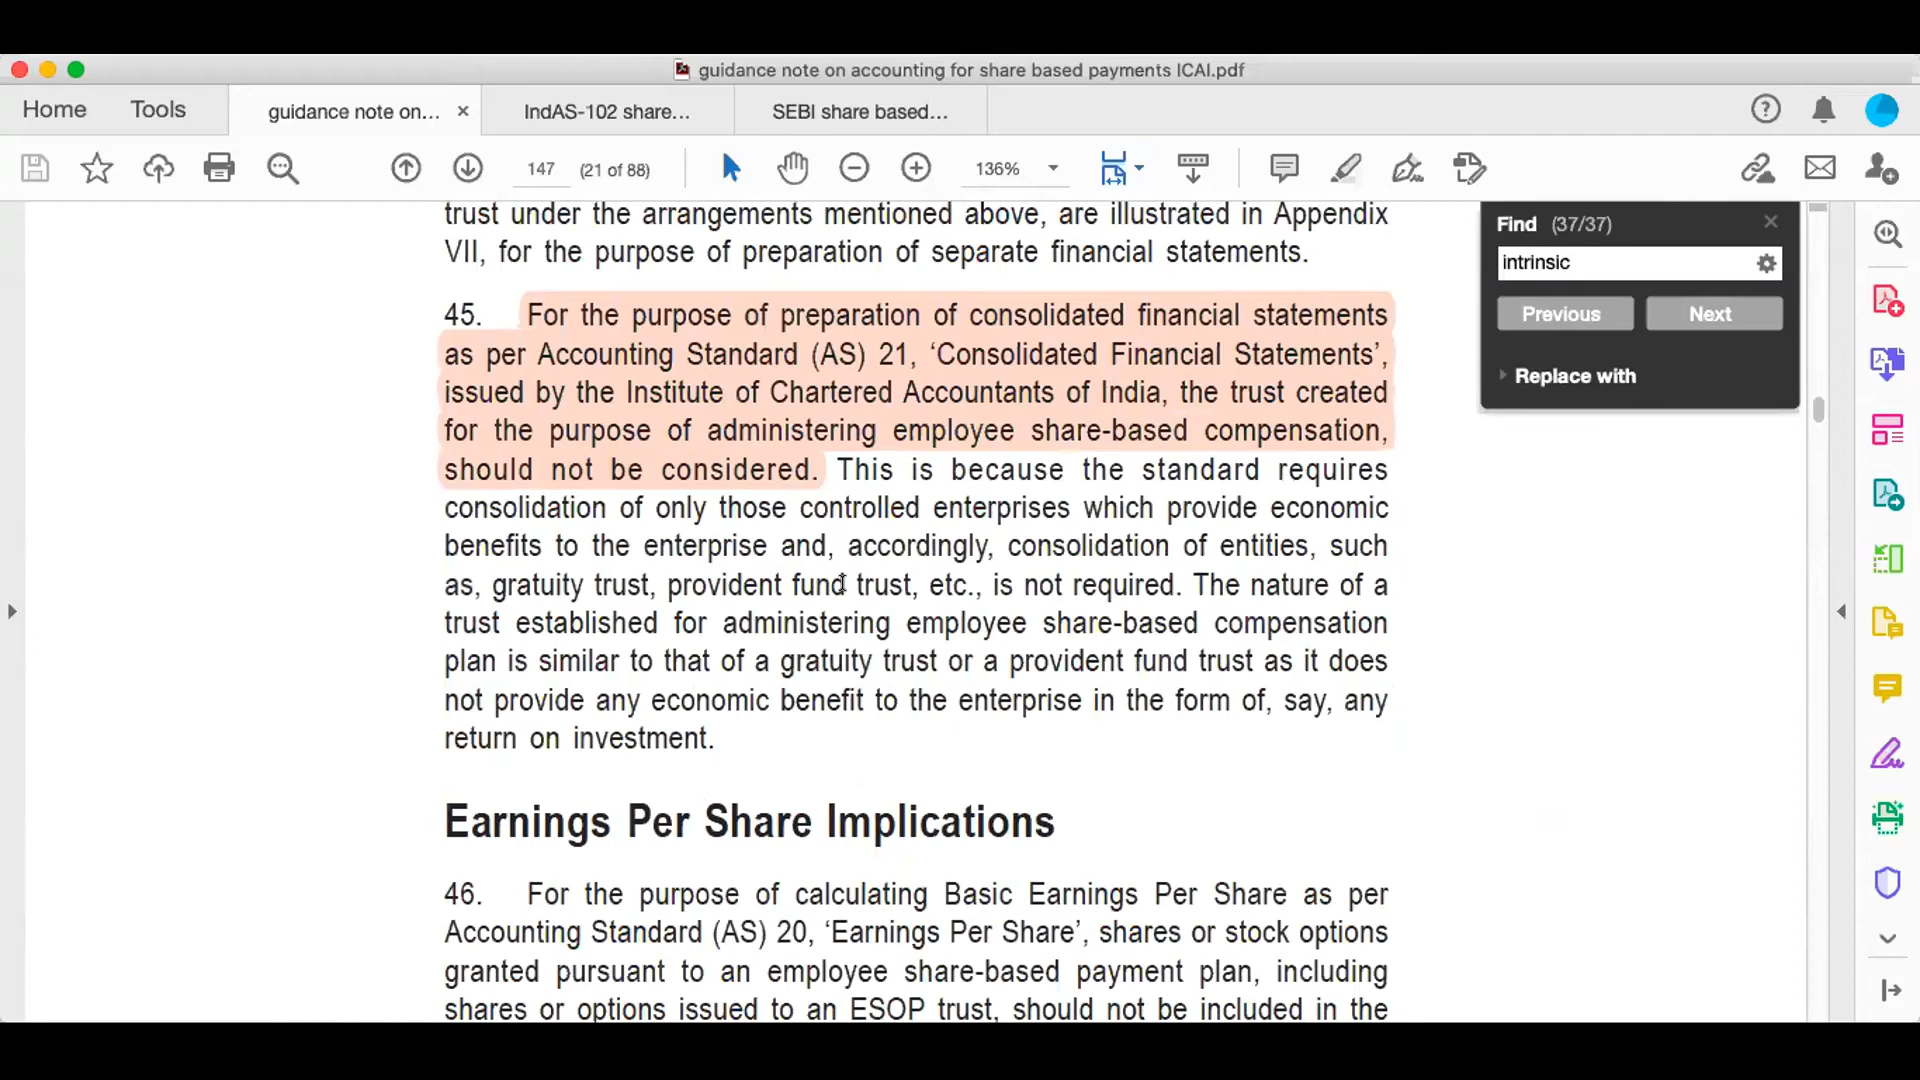 guidance note on accounting for share based payments ICAI.pdf
Home
Tools
guidance note on...
IndAS-102 share...
SEBI share based...
147
(21 of 88)
136%
trust under the arrangements mentioned above, are illustrated in Appendix
VII, for the purpose of preparation of separate financial statements.
Find (37/37)
intrinsic
Previous
Next
Replace with
45. For the purpose of preparation of consolidated financial statements
as per Accounting Standard (AS) 21, ‘Consolidated Financial Statements’,
issued by the Institute of Chartered Accountants of India, the trust created
for the purpose of administering employee share-based compensation,
should not be considered. This is because the standard requires
consolidation of only those controlled enterprises which provide economic
benefits to the enterprise and, accordingly, consolidation of entities, such
as, gratuity trust, provident fund trust, etc., is not required. The nature of a
trust established for administering employee share-based compensation
plan is similar to that of a gratuity trust or a provident fund trust as it does
not provide any economic benefit to the enterprise in the form of, say, any
return on investment.
Earnings Per Share Implications
46. For the purpose of calculating Basic Earnings Per Share as per
Accounting Standard (AS) 20, ‘Earnings Per Share’, shares or stock options
granted pursuant to an employee share-based payment plan, including
shares or options issued to an ESOP trust, should not be included in the